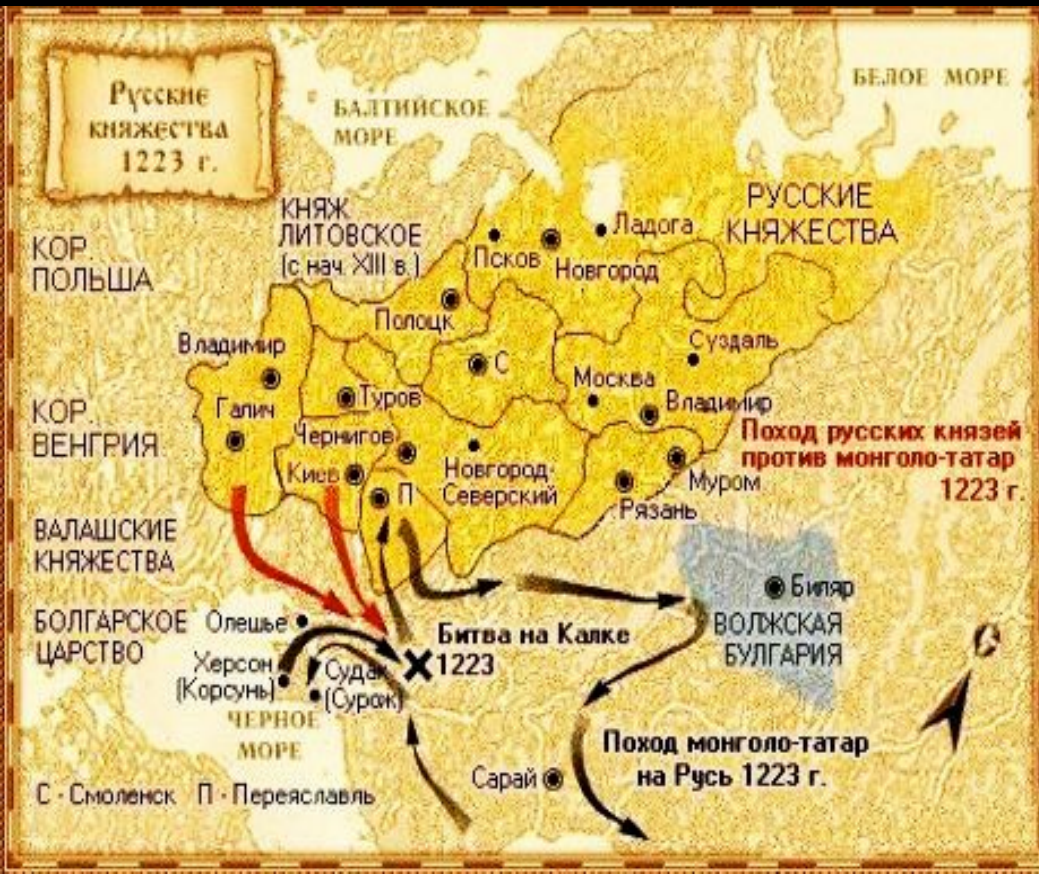 Русские
княжества
1223 г.
БЕЛОЕ МОРЕ
БАЛТИЙСКОЕ
МОРЕ
РУССКИЕ
КНЯЖЕСТВА
КНЯЖ
ЛИТОВСКОЕ
(с нач. XIII в.)
КОР.
ПОЛЬША
Псков
Новгород
Ладога
Полоцк
Владимир
Суздаль
С
Москва
Владимир
Туров
Галич
КОР.
ВЕНГРИЯ
Чернигов
Киев
П
Новгород-
Северский
Муром
Рязань
Поход русских князей
против монголо-татар
1223 г.
ВАЛАШСКИЕ
КНЯЖЕСТВА
Биляр
ВОЛЖСКАЯ
БУЛГАРИЯ
БОЛГАРСКОЕ
ЦАРСТВО
Олешье
Битва на Калке
1223
Херсон
(Корсунь)
Судак
(Сурож)
С
ЧЕРНОЕ
МОРЕ
Поход монголо-татар
на Русь 1223 г.
Сарай
С - Смоленск П - Переяславль